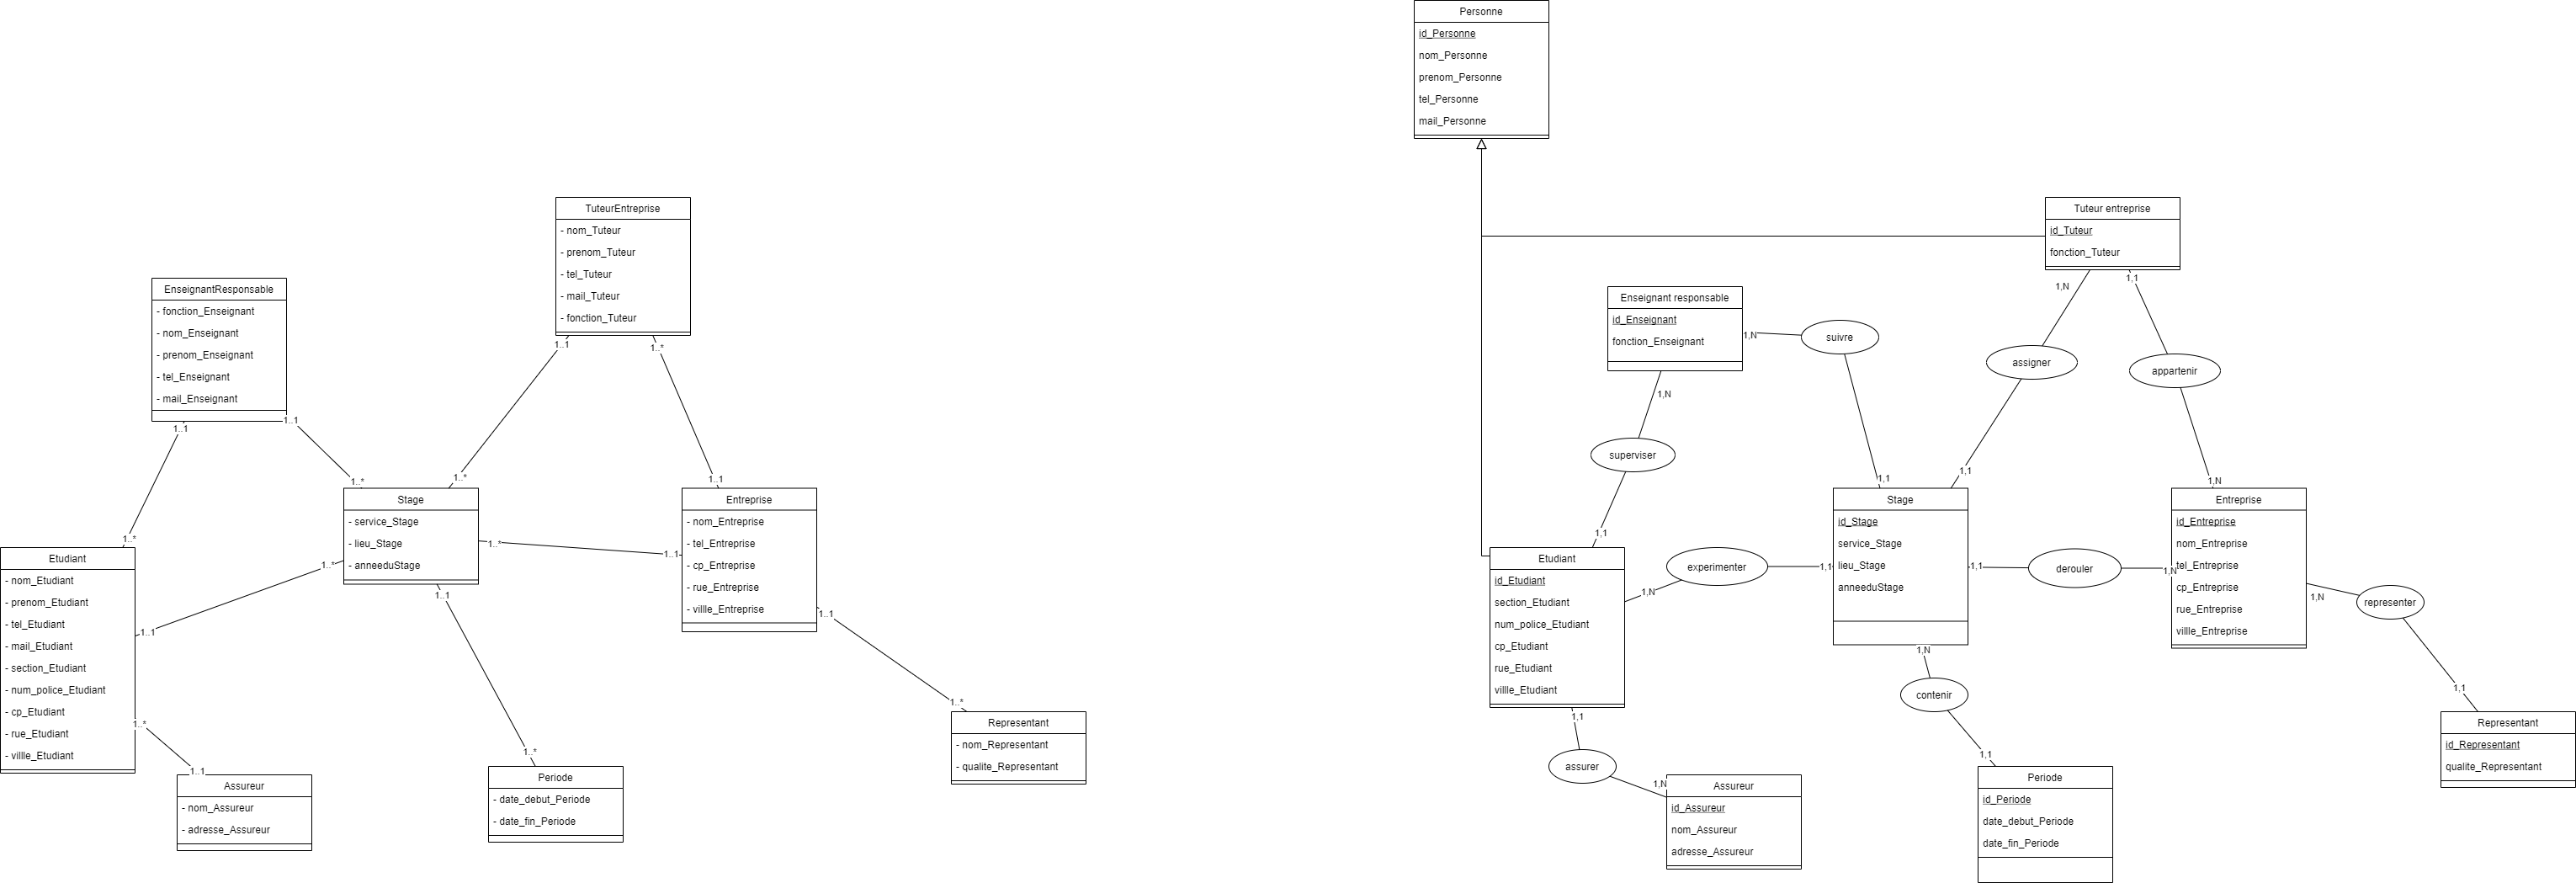 TuteurEntreprise
- nom_Tuteur
- prenom_Tuteur
- tel_Tuteur
- mail_Tuteur
- fonction_Tuteur
1..1
1..*
EnseignantResponsable
- fonction_Enseignant
- nom_Enseignant
- prenom_Enseignant
- tel_Enseignant
- mail_Enseignant
1..1
1..1
1..*
1..*
1..1
Stage
- service_Stage
- lieu_Stage
- anneeduStage
1..*
1..1
1..*
1..1
Entreprise
- nom_Entreprise
- tel_Entreprise
- cp_Entreprise
- rue_Entreprise
- villle_Entreprise
1..1
1..*
Etudiant
- nom_Etudiant
- prenom_Etudiant
- tel_Etudiant
- mail_Etudiant
- section_Etudiant
- num_police_Etudiant
- cp_Etudiant
- rue_Etudiant
- villle_Etudiant
1..1
1..*
1..1
Assureur
- nom_Assureur
- adresse_Assureur
1..*
Periode
- date_debut_Periode
- date_fin_Periode
1..*
Representant
- nom_Representant
- qualite_Representant
Personne
id_Personne
nom_Personne
prenom_Personne
tel_Personne
mail_Personne
Tuteur entreprise
id_Tuteur
fonction_Tuteur
1,N
1,1
Enseignant responsable
id_Enseignant
fonction_Enseignant
1,N
suivre
assigner
appartenir
1,N
superviser
1,1
1,1
1,1
1,N
Etudiant
id_Etudiant
section_Etudiant
num_police_Etudiant
cp_Etudiant
rue_Etudiant
villle_Etudiant
1,N
experimenter
1,1
Stage
id_Stage
service_Stage
lieu_Stage
anneeduStage
1,1
derouler
1,N
Entreprise
id_Entreprise
nom_Entreprise
tel_Entreprise
cp_Entreprise
rue_Entreprise
villle_Entreprise
1,N
representer
1,1
Representant
id_Representant
qualite_Representant
1,N
contenir
1,1
Periode
id_Periode
date_debut_Periode
date_fin_Periode
1,1
assurer
1,N
Assureur
id_Assureur
nom_Assureur
adresse_Assureur